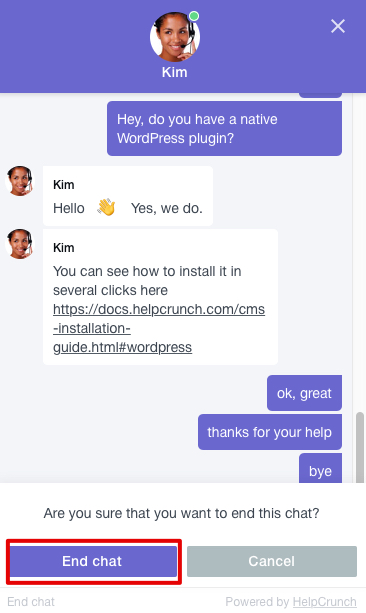 Kim
Hey, do you have a native
WordPress plugin?
Kim
Hello 👋 Yes, we do.
Kim
You can see how to install it in
several clicks here
https://docs.helpcrunch.com/cms
-installation-
guide.html#wordpress
ok, great
thanks for your help
bye
Are you sure that you want to end this chat?
End chat
Cancel
End chat
Powered by HelpCrunch